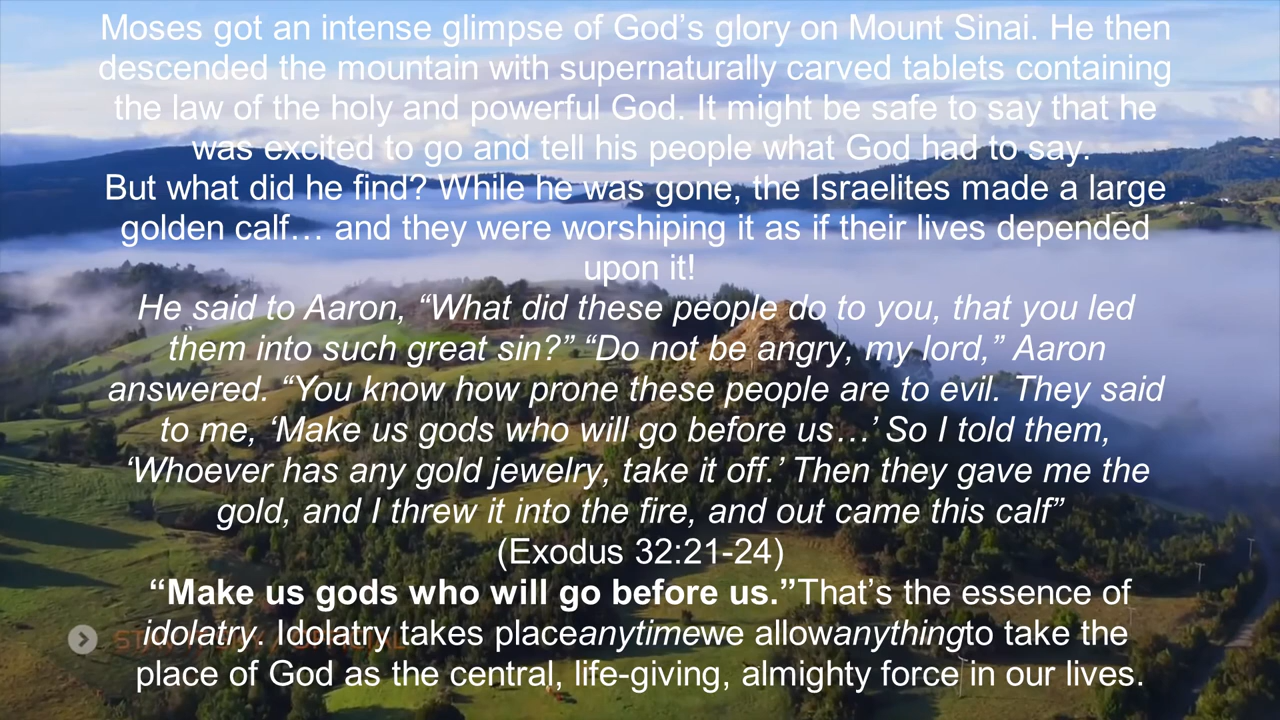 Moses got an intense glimpse of God’s glory on Mount Sinai. He then
descended the mountain with supernaturally carved tablets containing
the law of the holy and powerful God. It might be safe to say that he
was excited to go and tell his people what God had to say.
But what did he find? While he was gone, the Israelites made a large
golden calf… and they were worshiping it as if their lives depended
upon it!
He said to Aaron, “What did these people do to you, that you led
them into such great sin?” “Do not be angry, my lord,” Aaron
answered. “You know how prone these people are to evil. They said
to me, ‘Make us gods who will go before us…’ So I told them,
‘Whoever has any gold jewelry, take it off.’ Then they gave me the
gold, and I threw it into the fire, and out came this calf”
(Exodus 32:21-24)
“Make us gods who will go before us.”That’s the essence of
idolatry. Idolatry takes placeanytimewe allowanythingto take the
place of God as the central, life-giving, almighty force in our lives.